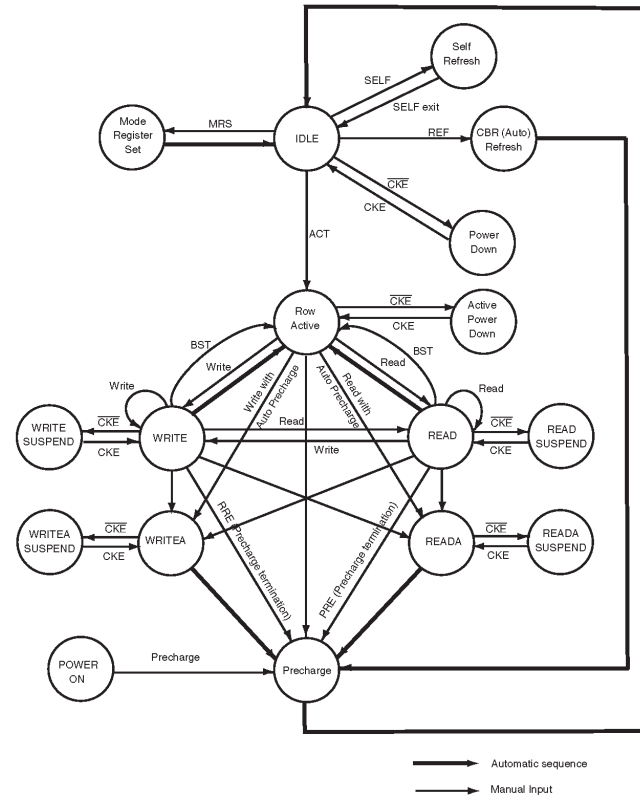 Self
Refresh
SELF
SELF exit
Mode
Register
Set
MRS
IDLE
REF
CBR (Auto)
Refresh
CKE
CKE
Power
Down
ACT
Row
Active
CKE
CKE
Active
Power
Down
BST
BST
Write
Read
Write with
Auto Precharge
Read with
Auto Precharge
Write
Read
WRITE
SUSPEND
CKE
CKE
WRITE
Read
Write
READ
CKE
CKE
READ
SUSPEND
WRITEA
SUSPEND
CKE
CKE
WRITEA
RRE (Precharge termination)
PRE (Precharge termination)
READA
CKE
CKE
READA
SUSPEND
POWER
ON
Precharge
Precharge
Automatic sequence
Manual Input